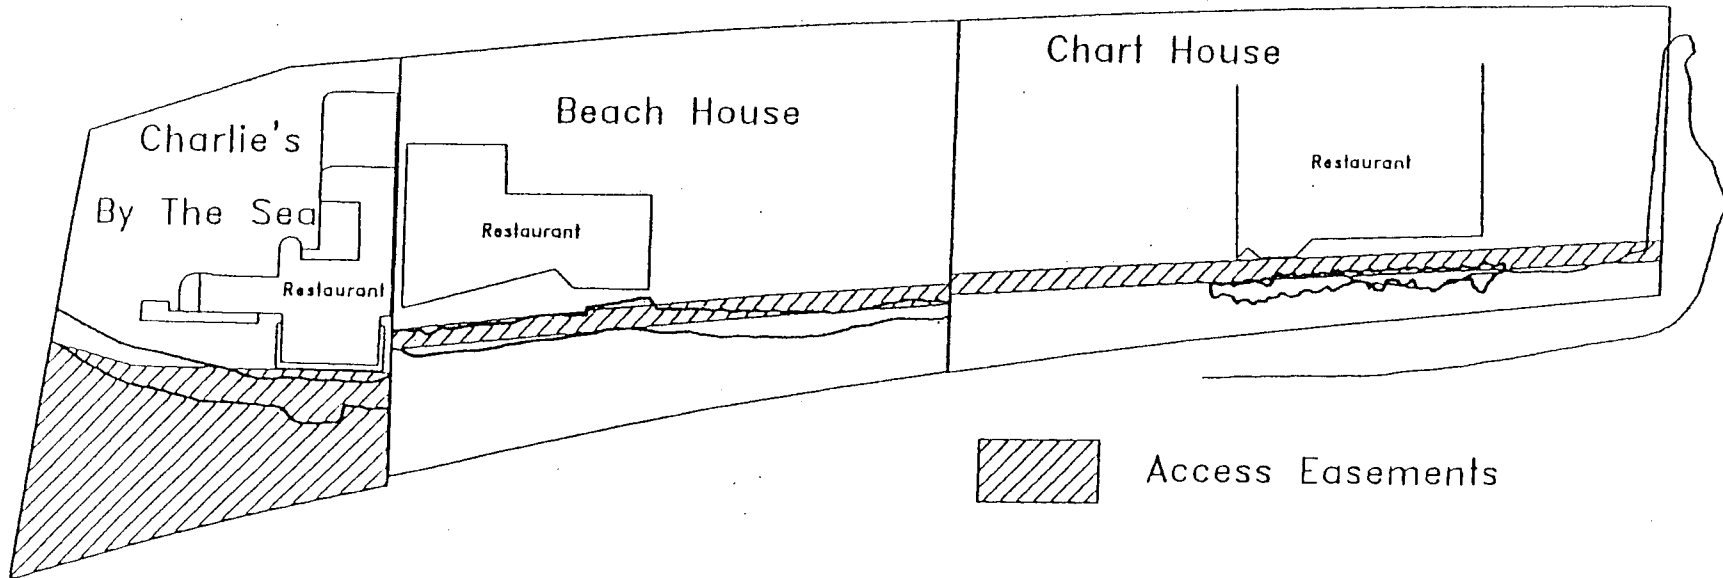 Charlie's
By The Sea
Restaurant
Beach House
Restaurant
Chart House
Restaurant
Access Easements